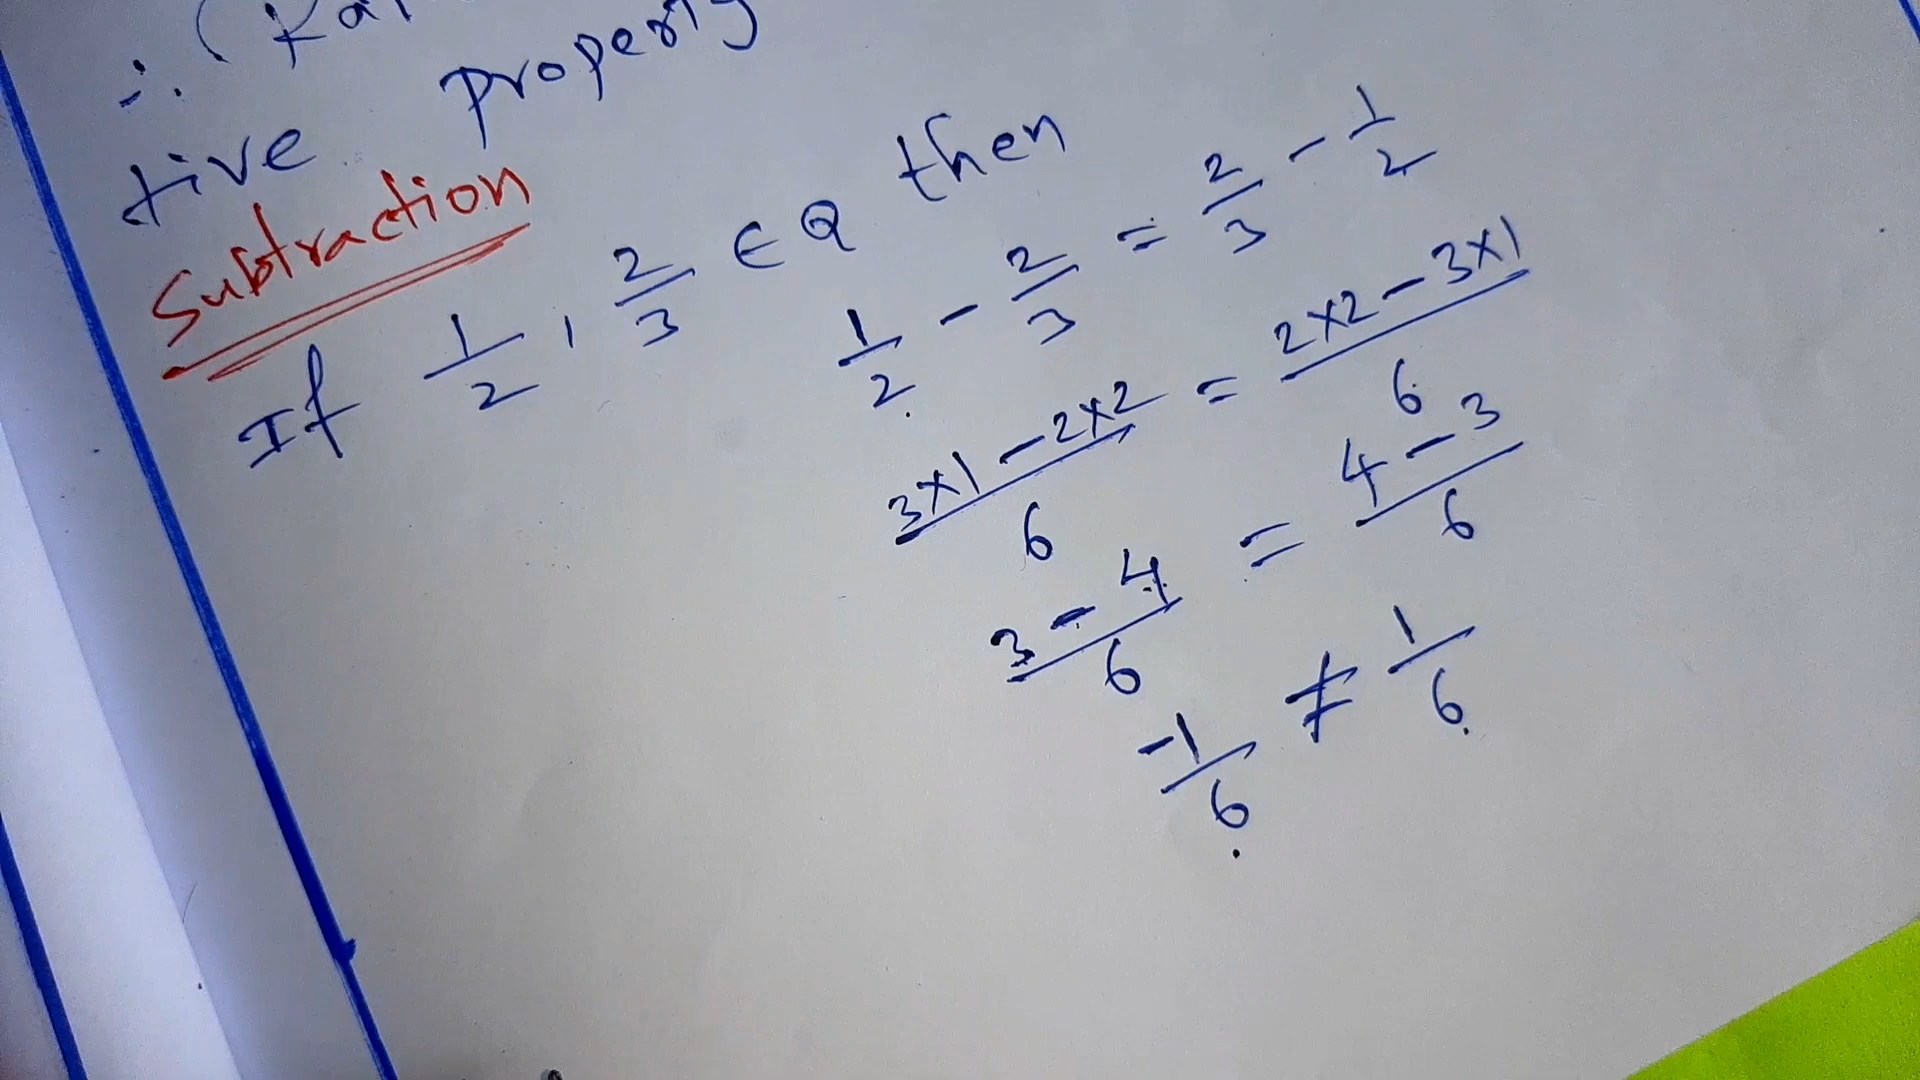 ∴ (
tive property
Subtraction
If 1/2, 2/3 ∈ Q then
1/2 - 2/3 = 2/3 - 1/2
3×1 - 2×2 / 6 = 2×2 - 3×1 / 6
3 - 4 / 6 = 4 - 3 / 6
-1/6 ≠ 1/6